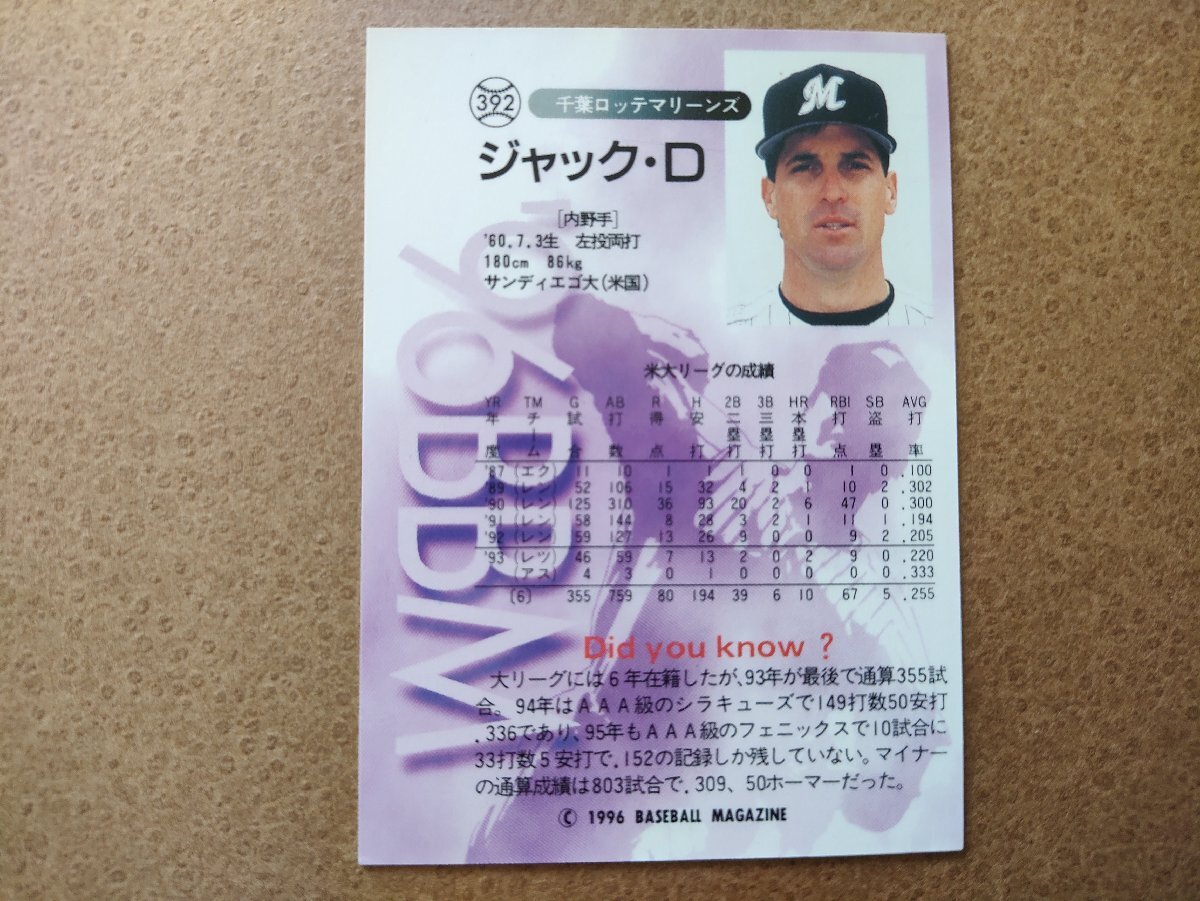 392 千葉ロッテマリーンズ
M
ジャック・D
[内野手]
'60.7.3生 左投両打
180cm 86kg
サンディエゴ大(米国)
'96BBM
米大リーグの成績
YR TM G AB R H 2B 3B HR RBI SB AVG
年度 チーム 試合 打数 得点 安打 二塁打 三塁打 本塁打 打点 盗塁 打率
'87 (エク) 11 10 1 1 1 0 0 1 0 .100
'89 (レン) 52 106 15 32 4 2 1 10 2 .302
'90 (レン) 125 310 36 93 20 2 6 47 0 .300
'91 (レン) 58 144 8 28 3 2 1 11 1 .194
'92 (レン) 59 127 13 26 9 0 0 9 2 .205
'93 (レツ) 46 59 7 13 2 0 2 9 0 .220
(アス) 4 3 0 1 0 0 0 0 0 .333
[6] 355 759 80 194 39 6 10 67 5 .255
Did you know ?
大リーグには6年在籍したが、93年が最後で通算355試
合。94年はAAA級のシラキューズで149打数50安打
.336であり、95年もAAA級のフェニックスで10試合に
33打数5安打で.152の記録しか残していない。マイナー
の通算成績は803試合で.309、50ホーマーだった。
© 1996 BASEBALL MAGAZINE